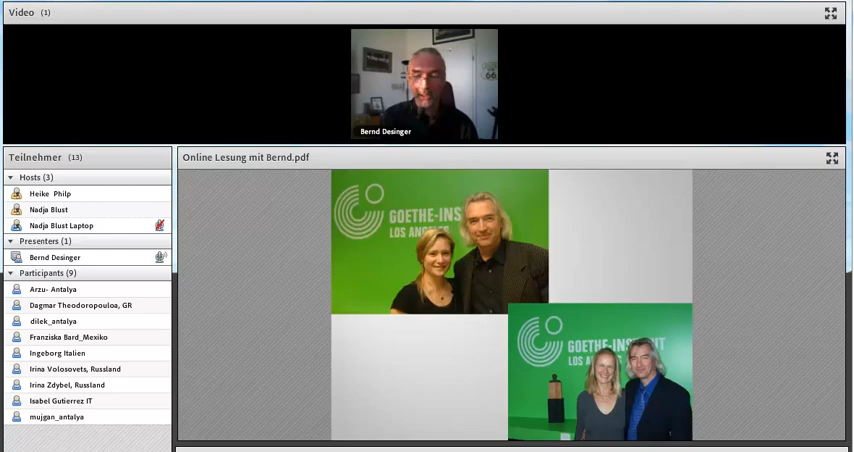 Video (1)
66
Bernd Desinger
Teilnehmer (13)
Hosts (3)
Heike Philp
Nadja Blust
Nadja Blust Laptop
Presenters (1)
Bernd Desinger
Participants (9)
Arzu- Antalya
Dagmar Theodoropouloa, GR
dilek_antalya
Franziska Bard_Mexiko
Ingeborg Italien
Irina Volosovets, Russland
Irina Zdybel, Russland
Isabel Gutierrez IT
mujgan_antalya
Online Lesung mit Bernd.pdf
GOETHE-INS
LOS ANGELES
GOETHE-INSTITUT
LOS A